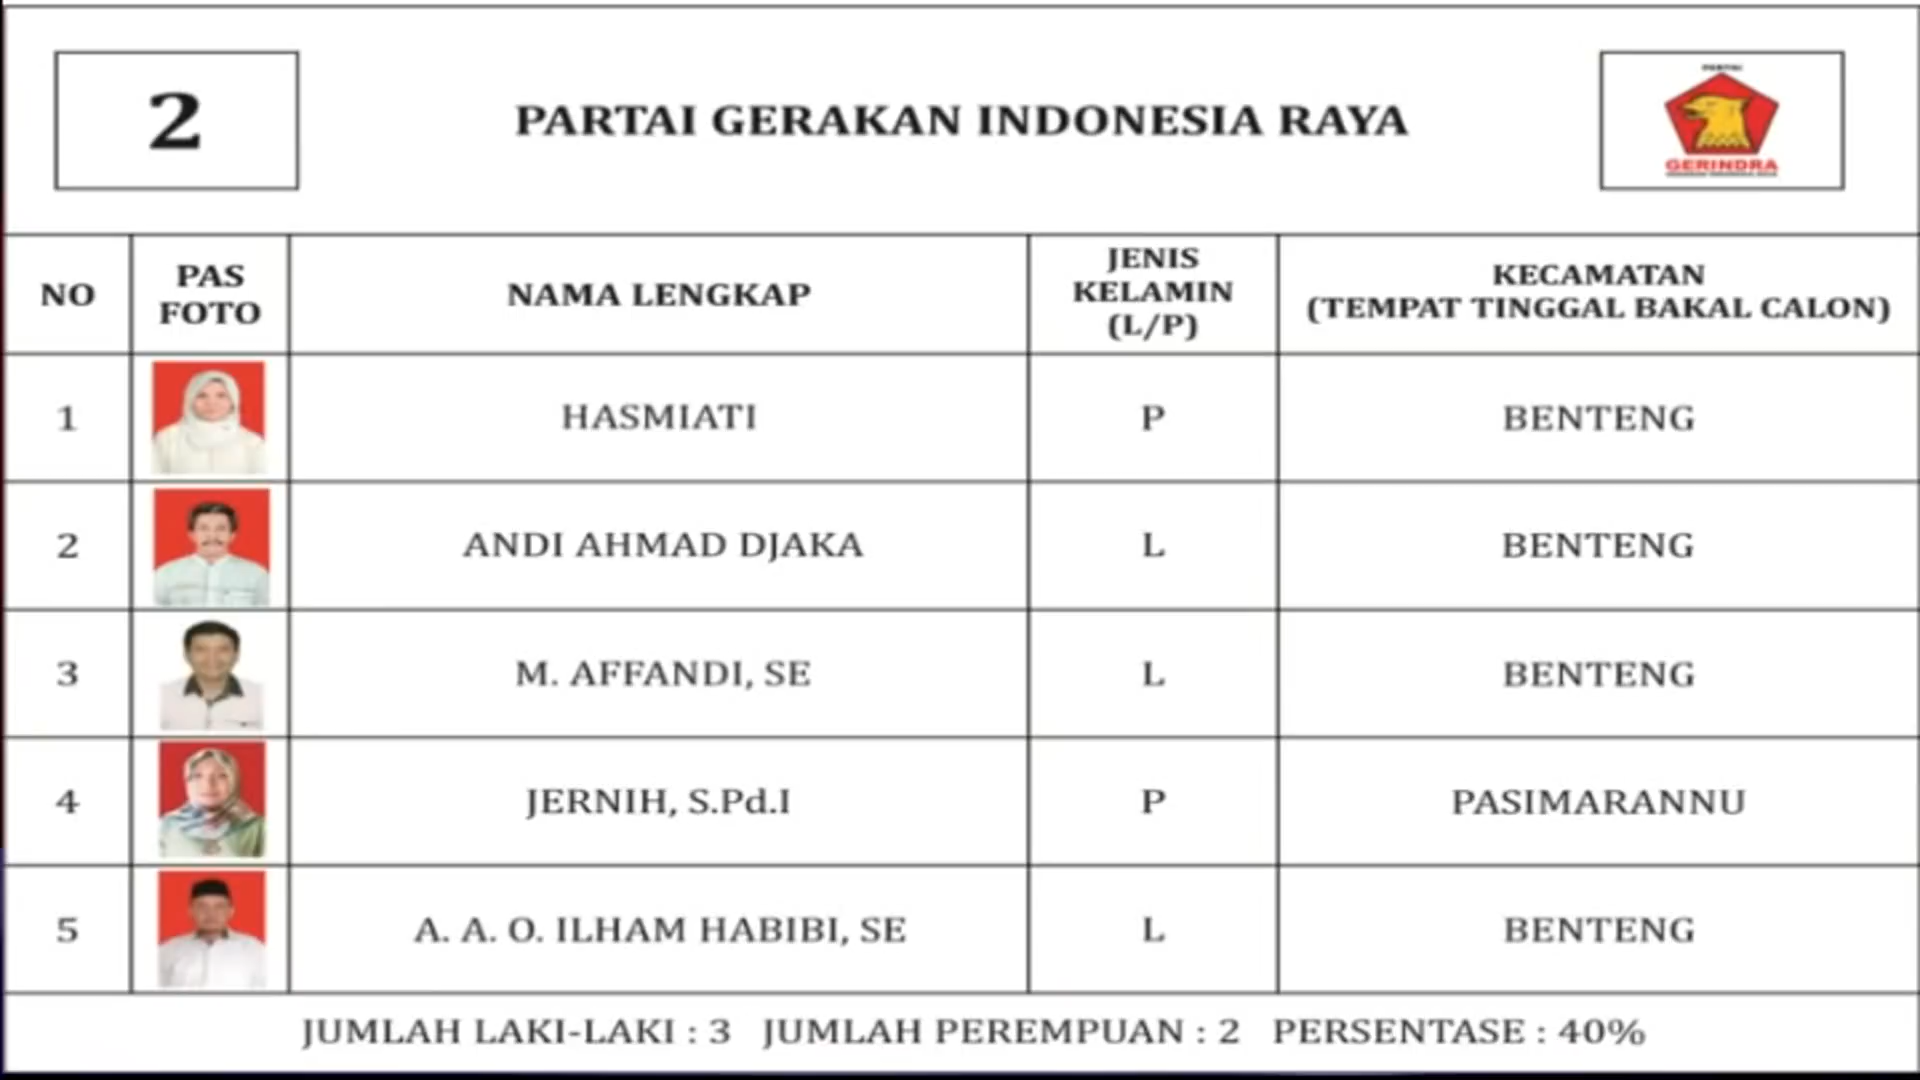 2
PARTAI GERAKAN INDONESIA RAYA
PARTAI
GERINDRA
NO
PAS
FOTO
NAMA LENGKAP
JENIS
KELAMIN
(L/P)
KECAMATAN
(TEMPAT TINGGAL BAKAL CALON)
1 HASMIATI P BENTENG
2 ANDI AHMAD DJAKA L BENTENG
3 M. AFFANDI, SE L BENTENG
4 JERNIH, S.Pd.I P PASIMARANNU
5 A. A. O. ILHAM HABIBI, SE L BENTENG
JUMLAH LAKI-LAKI : 3 JUMLAH PEREMPUAN : 2 PERSENTASE : 40%